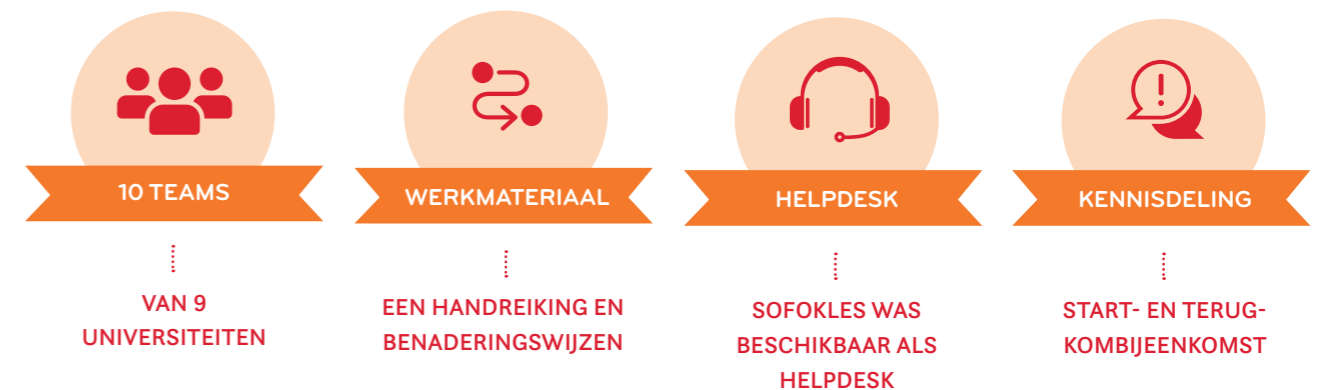 10 TEAMS
VAN 9
UNIVERSITEITEN
WERKMATERIAAL
EEN HANDREIKING EN
BENADERINGSWIJZEN
HELPDESK
SOFOKLES WAS
BESCHIKBAAR ALS
HELPDESK
KENNISDELING
START- EN TERUG-
KOMBIJEENKOMST